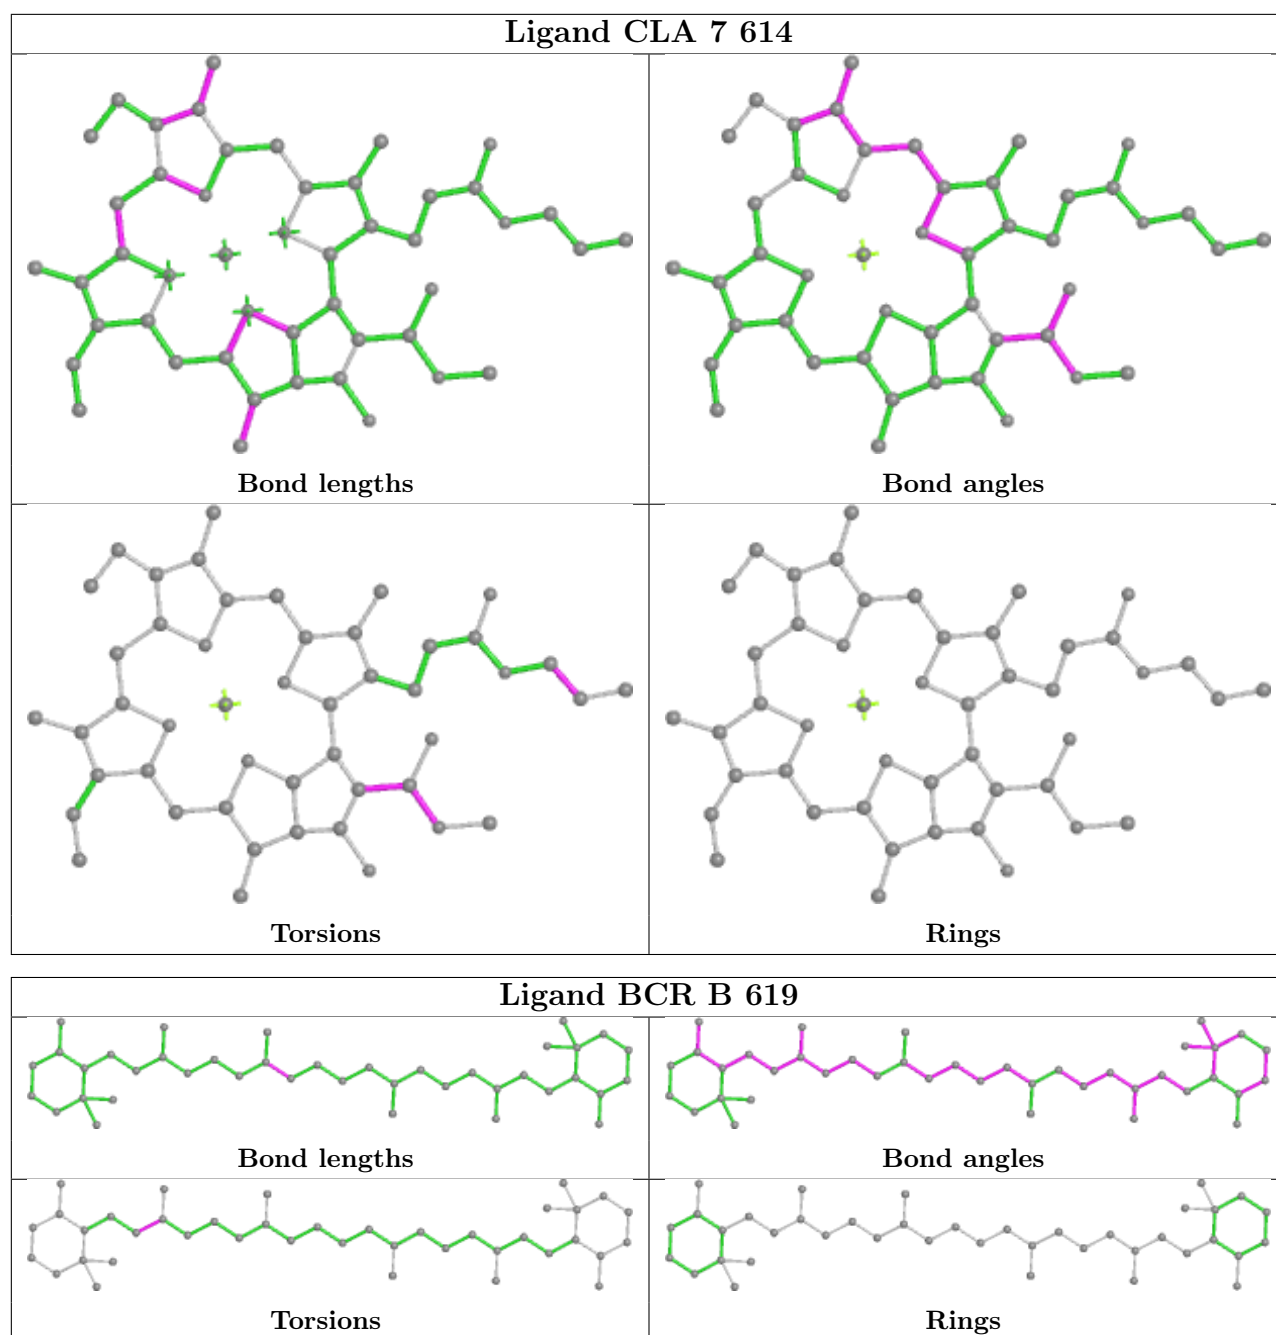 Ligand CLA 7 614
Bond lengths
Bond angles
Torsions
Rings
Ligand BCR B 619
Bond lengths
Bond angles
Torsions
Rings